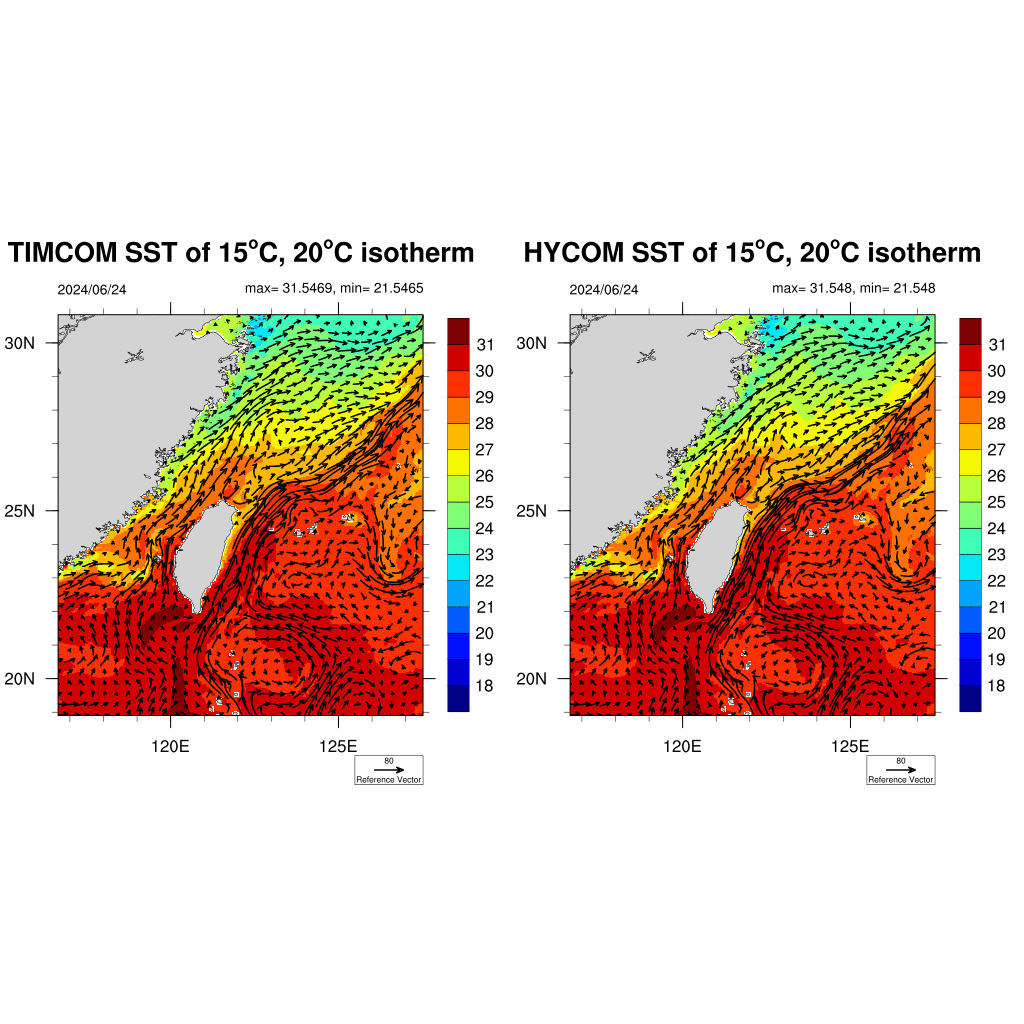 TIMCOM SST of 15°C, 20°C isotherm
2024/06/24 max= 31.5469, min= 21.5465
30N
25N
20N
120E 125E
31
30
29
28
27
26
25
24
23
22
21
20
19
18
80
Reference Vector
HYCOM SST of 15°C, 20°C isotherm
2024/06/24 max= 31.548, min= 21.548
30N
25N
20N
120E 125E
31
30
29
28
27
26
25
24
23
22
21
20
19
18
80
Reference Vector